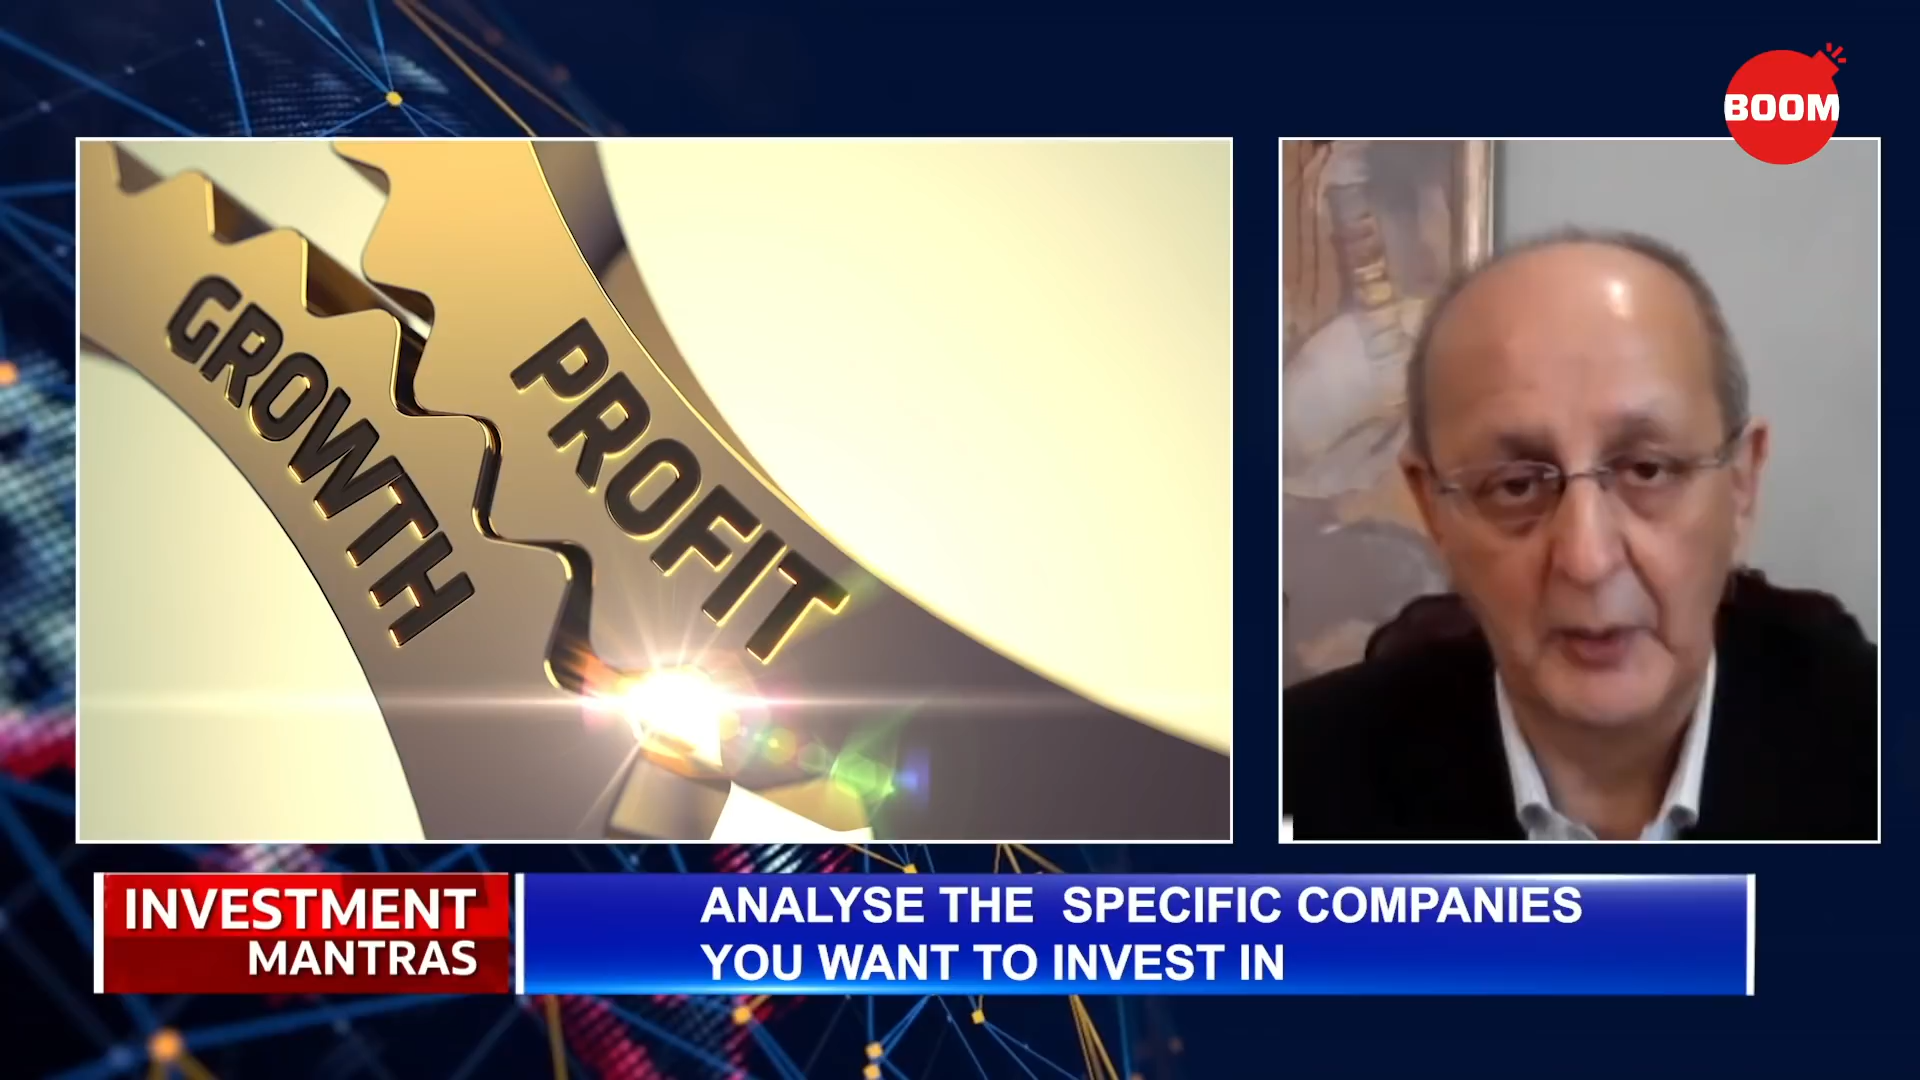 BOOM
GROWTH
PROFIT
INVESTMENT
MANTRAS
ANALYSE THE SPECIFIC COMPANIES
YOU WANT TO INVEST IN